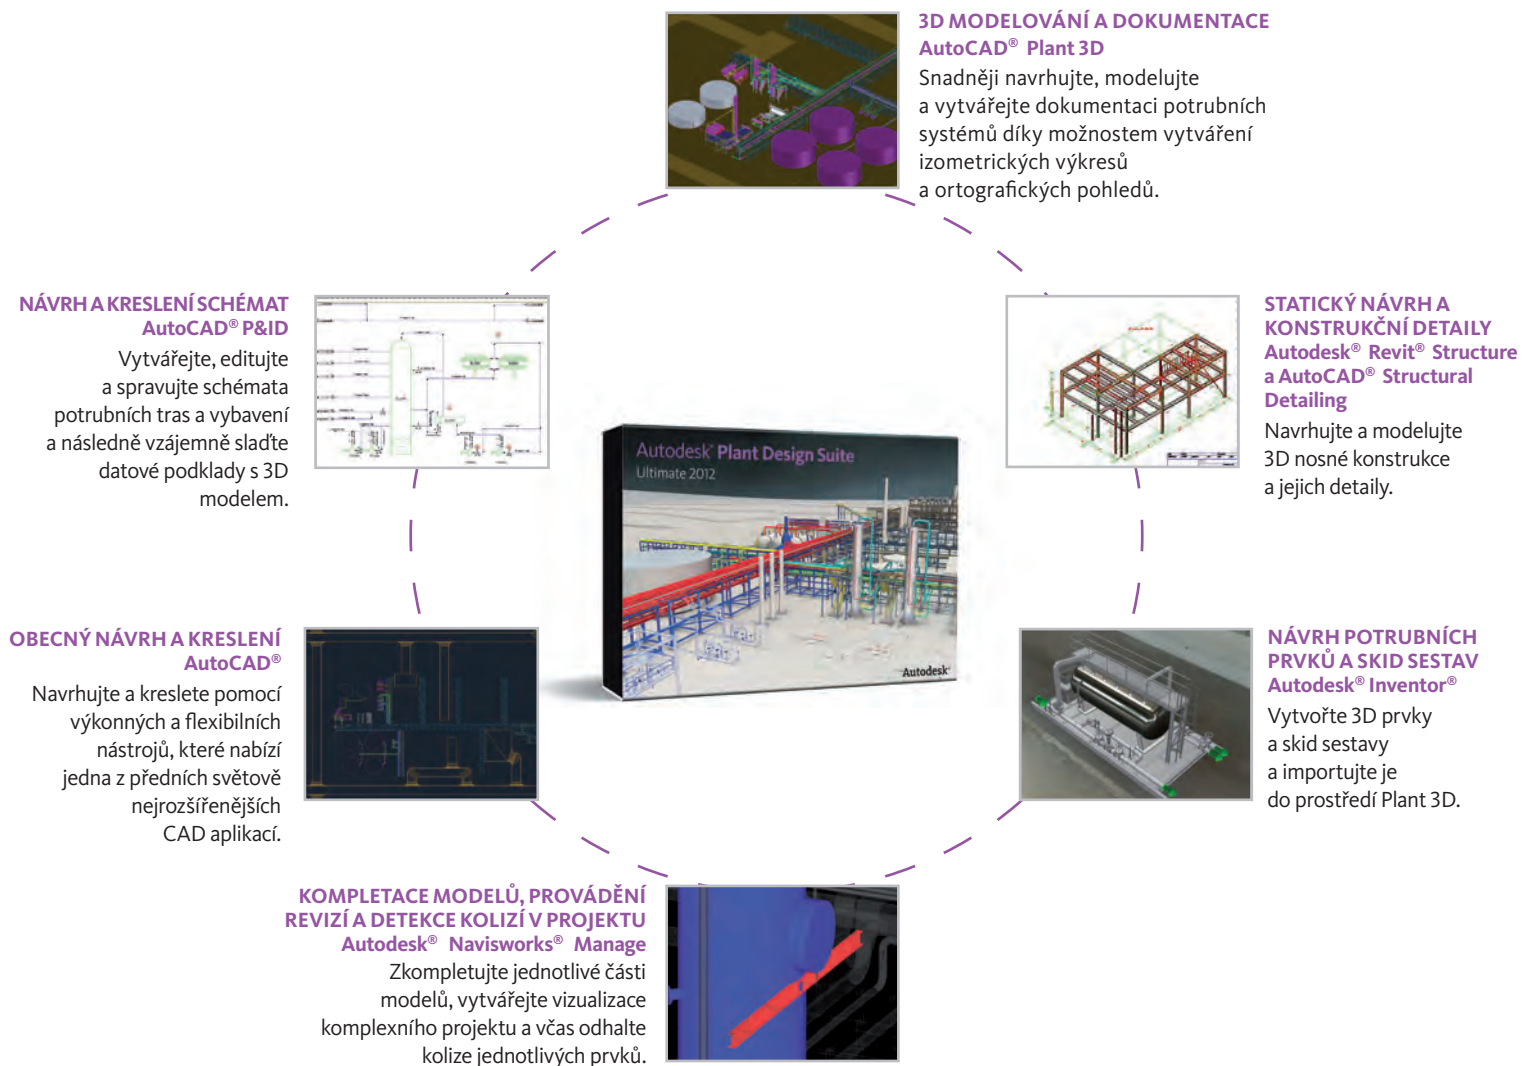 3D MODELOVÁNÍ A DOKUMENTACE
AutoCAD® Plant 3D
Snadněji navrhujte, modelujte
a vytvářejte dokumentaci potrubních
systémů díky možnostem vytváření
izometrických výkresů
a ortografických pohledů.
NÁVRH A KRESLENÍ SCHÉMAT
AutoCAD® P&ID
Vytvářejte, editujte
a spravujte schémata
potrubních tras a vybavení
a následně vzájemně slaďte
datové podklady s 3D
modelem.
STATICKÝ NÁVRH A
KONSTRUKČNÍ DETAILY
Autodesk® Revit® Structure
a AutoCAD® Structural
Detailing
Navrhujte a modelujte
3D nosné konstrukce
a jejich detaily.
Autodesk® Plant Design Suite
Ultimate 2012
Autodesk®
OBECNÝ NÁVRH A KRESLENÍ
AutoCAD®
Navrhujte a kreslete pomocí
výkonných a flexibilních
nástrojů, které nabízí
jedna z předních světově
nejrozšířenějších
CAD aplikací.
NÁVRH POTRUBNÍCH
PRVKŮ A SKID SESTAV
Autodesk® Inventor®
Vytvořte 3D prvky
a skid sestavy
a importujte je
do prostředí Plant 3D.
KOMPLETACE MODELŮ, PROVÁDĚNÍ
REVIZÍ A DETEKCE KOLIZÍ V PROJEKTU
Autodesk® Navisworks® Manage
Zkompletujte jednotlivé části
modelů, vytvářejte vizualizace
komplexního projektu a včas odhalte
kolize jednotlivých prvků.